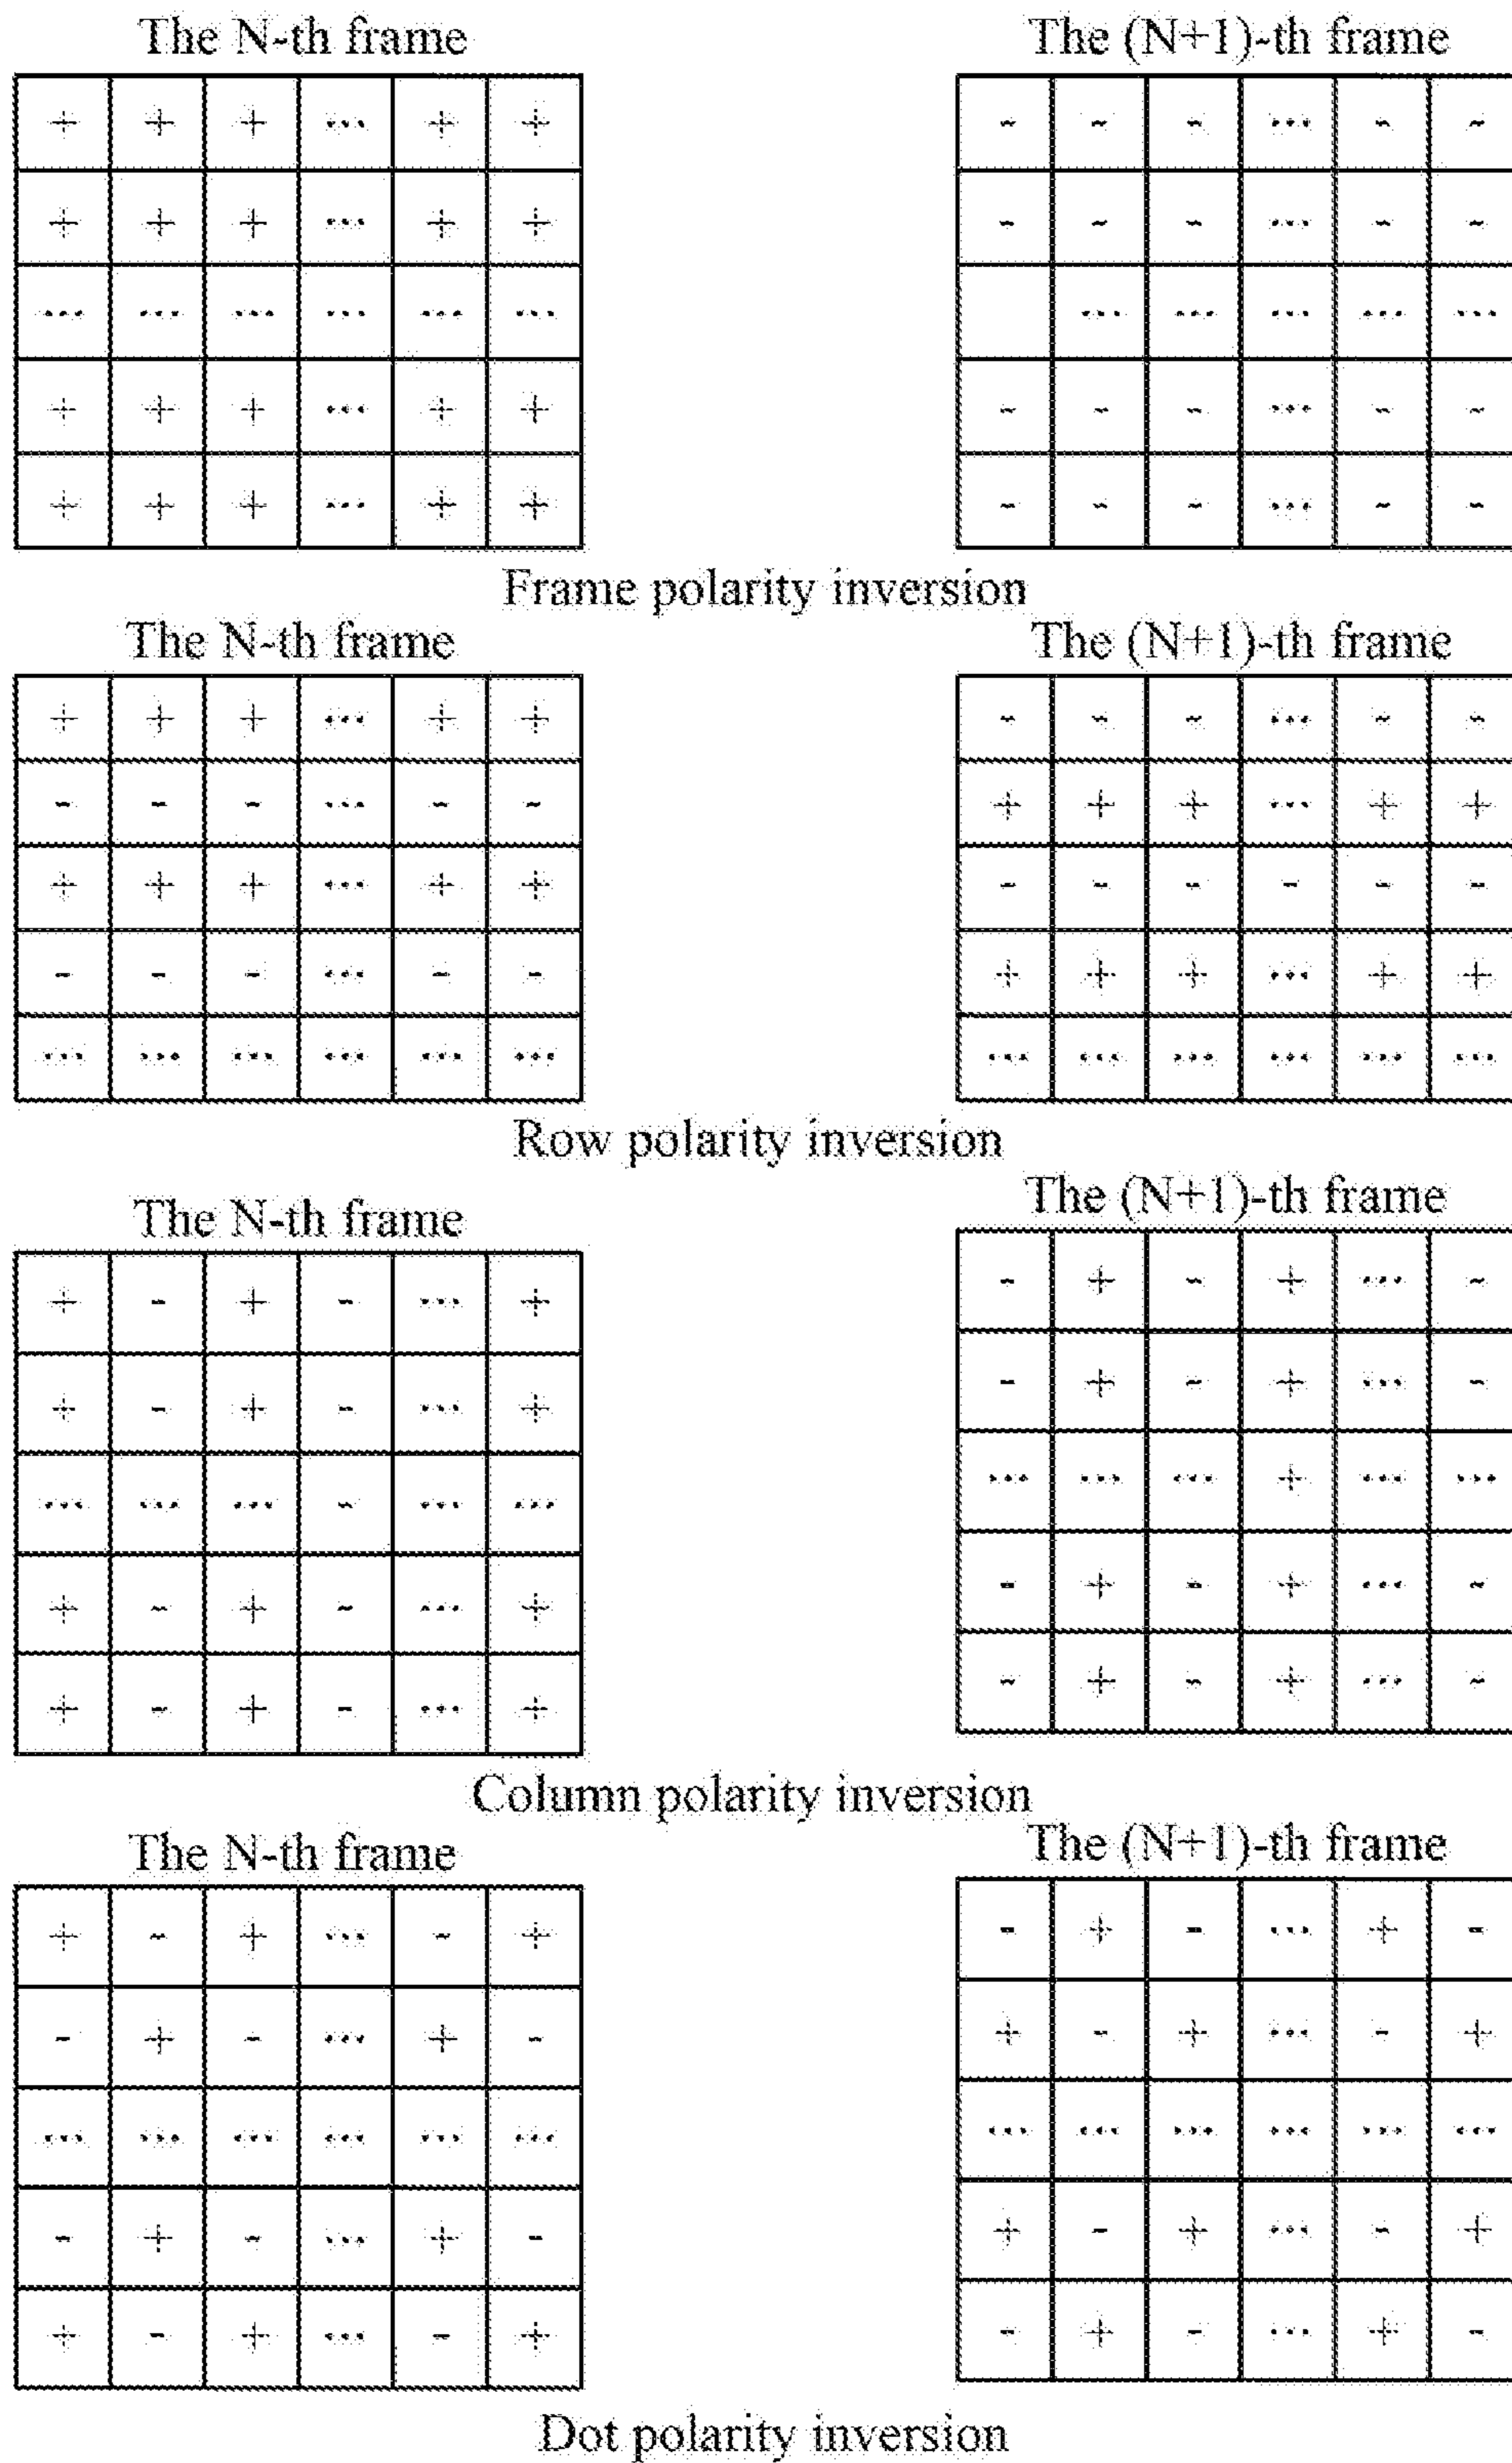 The N-th frame The (N+1)-th frame
+ + + ... + + - - - ... - -
+ + + ... + + - - - ... - -
... ... ... ... ... ... ... ... ... ... ...
+ + + ... + + - - - ... - -
+ + + ... + + - - - ... - -
Frame polarity inversion
The N-th frame The (N+1)-th frame
+ + + ... + + - - - ... - -
- - - ... - - + + + ... + +
+ + + ... + + - - - - - -
- - - ... - - + + + ... + +
... ... ... ... ... ... ... ... ... ... ... ...
Row polarity inversion
The N-th frame The (N+1)-th frame
+ - + - ... + - + - + ... -
+ - + - ... + - + - + ... -
... ... ... - ... ... ... ... ... + ... ...
+ - + - ... + - + - + ... -
+ - + - ... + - + - + ... -
Column polarity inversion
The N-th frame The (N+1)-th frame
+ - + ... - + - + - ... + -
- + - ... + - + - + ... - +
... ... ... ... ... ... ... ... ... ... ... ...
- + - ... + - + - + ... - +
+ - + ... - + - + - ... + -
Dot polarity inversion